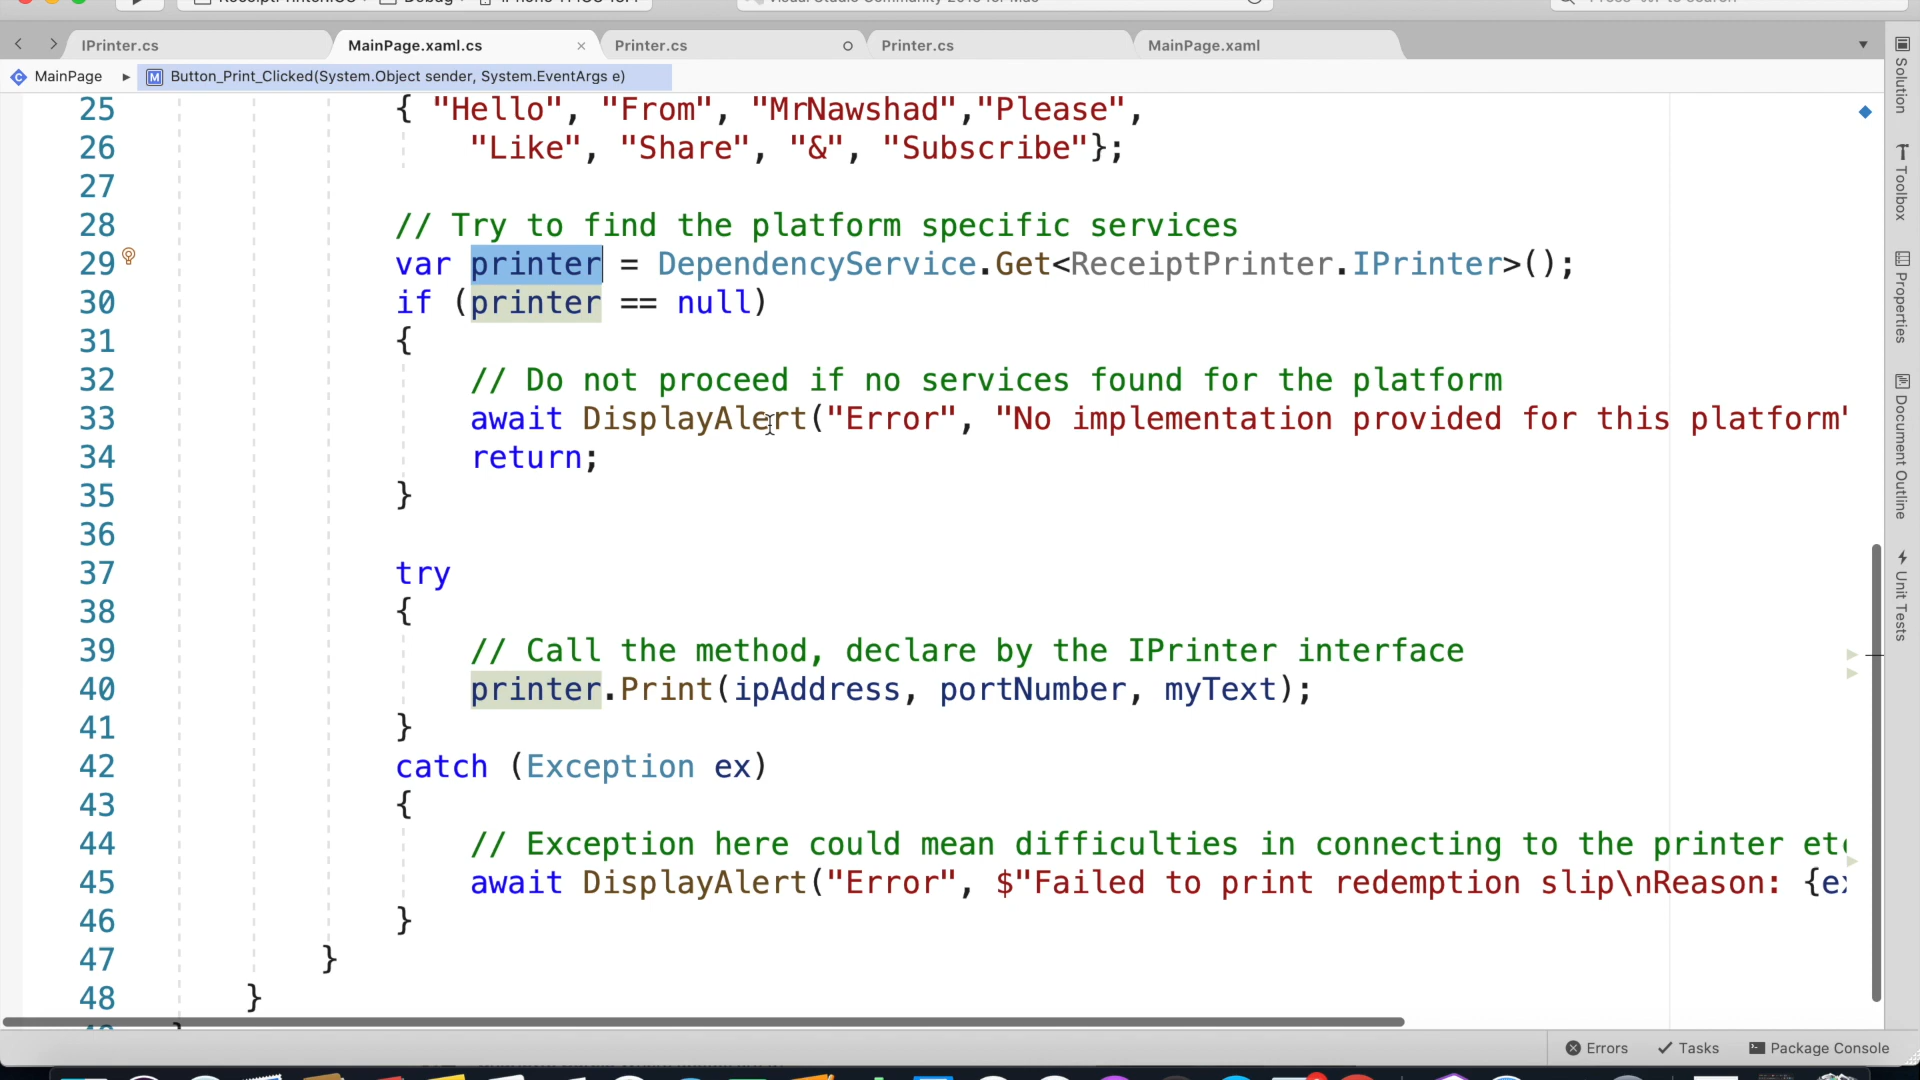 IPrinter.cs
MainPage.xaml.cs
Printer.cs
Printer.cs
MainPage.xaml
MainPage
M Button_Print_Clicked(System.Object sender, System.EventArgs e)
25 { "Hello", "From", "MrNawshad","Please",
26 "Like", "Share", "&", "Subscribe"};
27
28 // Try to find the platform specific services
29 var printer = DependencyService.Get<ReceiptPrinter.IPrinter>();
30 if (printer == null)
31 {
32 // Do not proceed if no services found for the platform
33 await DisplayAlert("Error", "No implementation provided for this platform"
34 return;
35 }
36
37 try
38 {
39 // Call the method, declare by the IPrinter interface
40 printer.Print(ipAddress, portNumber, myText);
41 }
42 catch (Exception ex)
43 {
44 // Exception here could mean difficulties in connecting to the printer etc
45 await DisplayAlert("Error", $"Failed to print redemption slip\nReason: {ex
46 }
47 }
48 }
Solution
Toolbox
Properties
Document Outline
Unit Tests
Errors
Tasks
Package Console